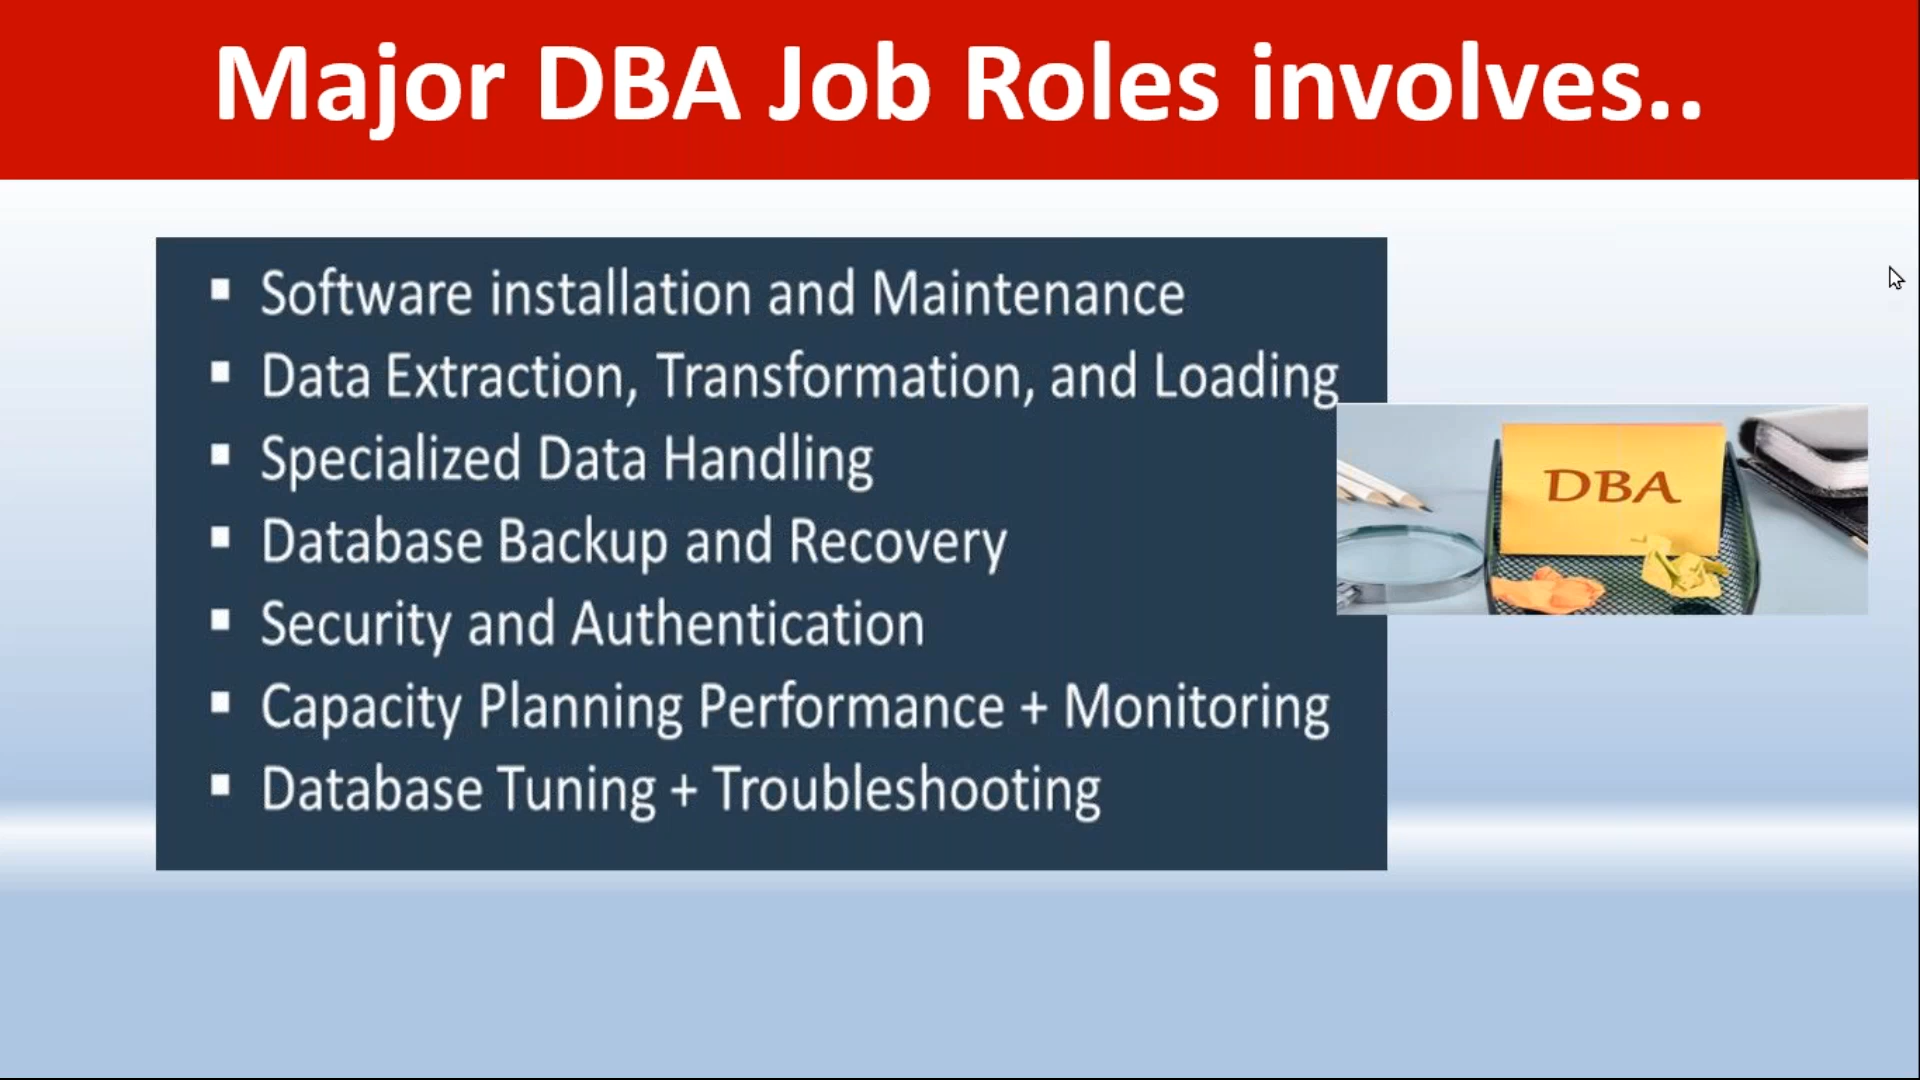 Major DBA Job Roles involves..
Software installation and Maintenance
Data Extraction, Transformation, and Loading
Specialized Data Handling
Database Backup and Recovery
Security and Authentication
Capacity Planning Performance + Monitoring
Database Tuning + Troubleshooting
DBA